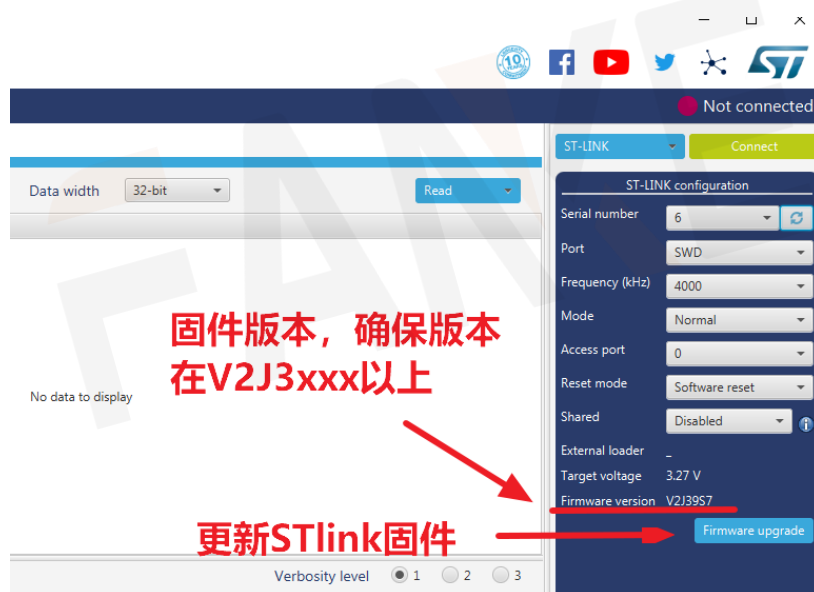 10
ST
Not connected
ST-LINK
Connect
Data width
32-bit
Read
ST-LINK configuration
Serial number
6
Port
SWD
Frequency (kHz)
4000
Mode
Normal
Access port
0
Reset mode
Software reset
Shared
Disabled
External loader
_
Target voltage
3.27 V
Firmware version
V2J39S7
Firmware upgrade
固件版本，确保版本
在V2J3xxx以上
No data to display
更新STlink固件
Verbosity level
1
2
3
FANKE